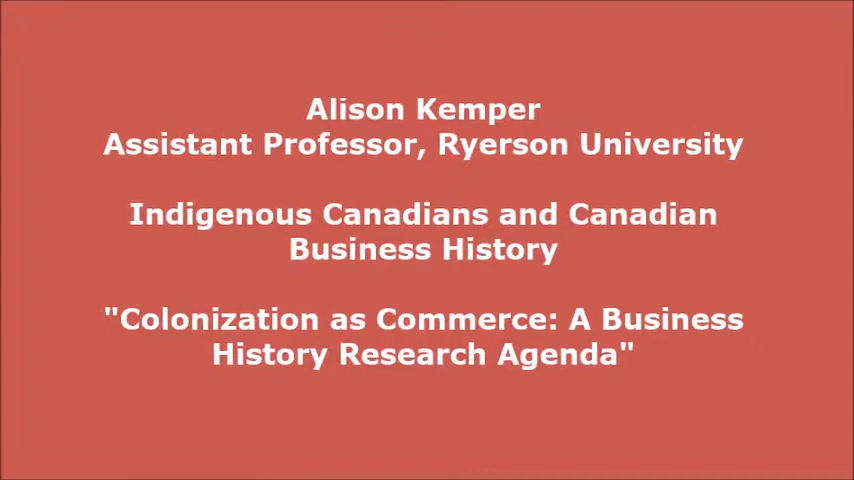 Alison Kemper
Assistant Professor, Ryerson University
Indigenous Canadians and Canadian
Business History
"Colonization as Commerce: A Business
History Research Agenda"